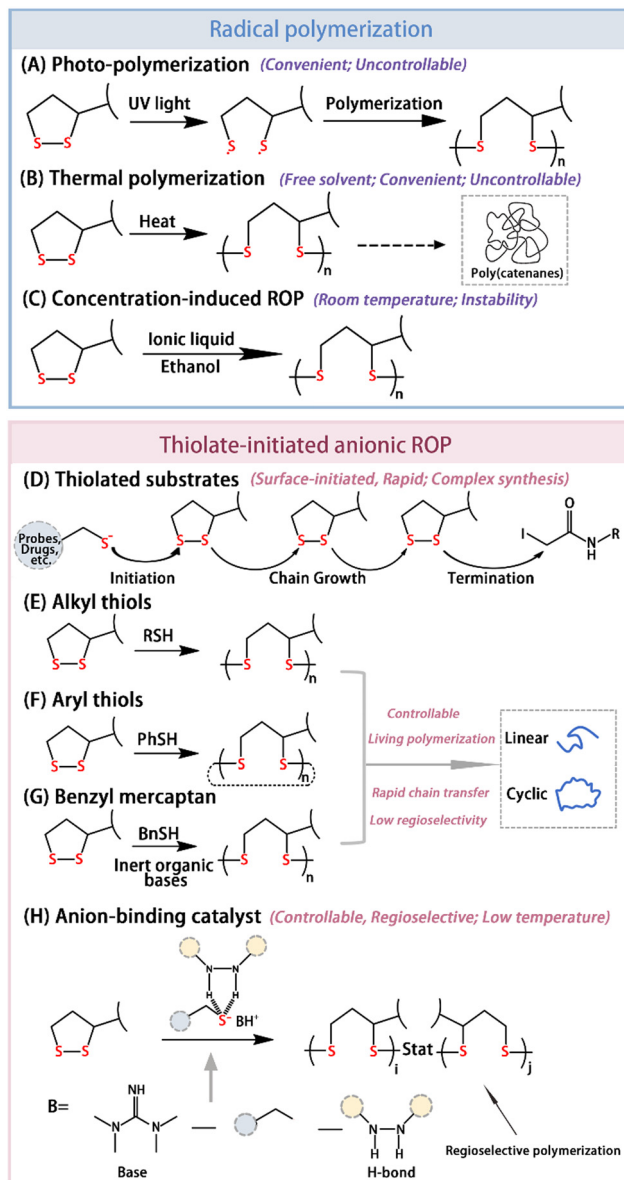 Radical polymerization
(A) Photo-polymerization (Convenient; Uncontrollable)
UV light
Polymerization
S S
S S
S S
n
(B) Thermal polymerization (Free solvent; Convenient; Uncontrollable)
Heat
S S
S S
n
Poly(catenanes)
(C) Concentration-induced ROP (Room temperature; Instability)
Ionic liquid
Ethanol
S S
S S
n
Thiolate-initiated anionic ROP
(D) Thiolated substrates (Surface-initiated, Rapid; Complex synthesis)
Probes,
Drugs,
etc.
S-
S S
S S
S S
I
O
N
H
R
Initiation
Chain Growth
Termination
(E) Alkyl thiols
RSH
S S
S S
n
(F) Aryl thiols
PhSH
S S
S S
n
(G) Benzyl mercaptan
BnSH
Inert organic
bases
S S
S S
n
Controllable
Living polymerization
Rapid chain transfer
Low regioselectivity
Linear
Cyclic
(H) Anion-binding catalyst (Controllable, Regioselective; Low temperature)
N N
H H
S- BH+
S S
S S
i
Stat
S S
j
B=
NH
N N
Base
N N
H H
H-bond
Regioselective polymerization